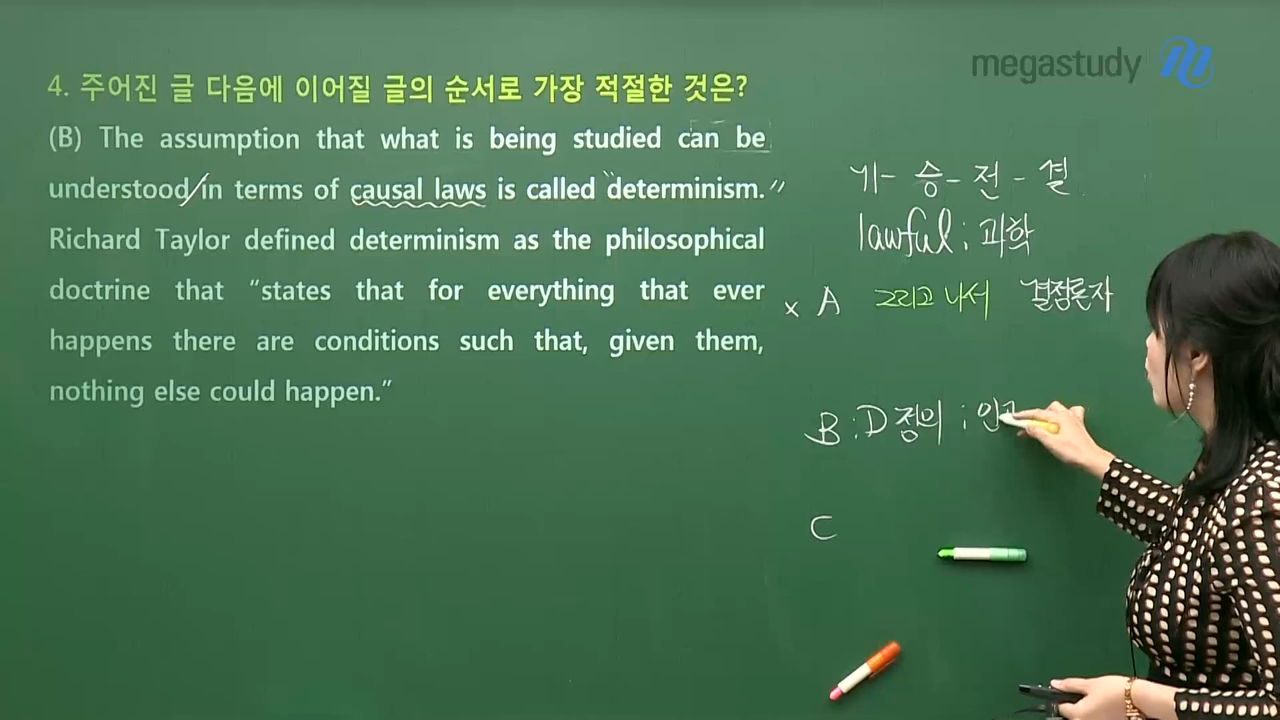 megastudy
4. 주어진 글 다음에 이어질 글의 순서로 가장 적절한 것은?
(B) The assumption that what is being studied can be
understood/in terms of causal laws is called "determinism."
Richard Taylor defined determinism as the philosophical
doctrine that “states that for everything that ever
happens there are conditions such that, given them,
nothing else could happen.”
기 - 승 - 전 - 결
lawful ; 과학
x A 그리고 나서 결정론자
B : D 정의 ; 인과
C